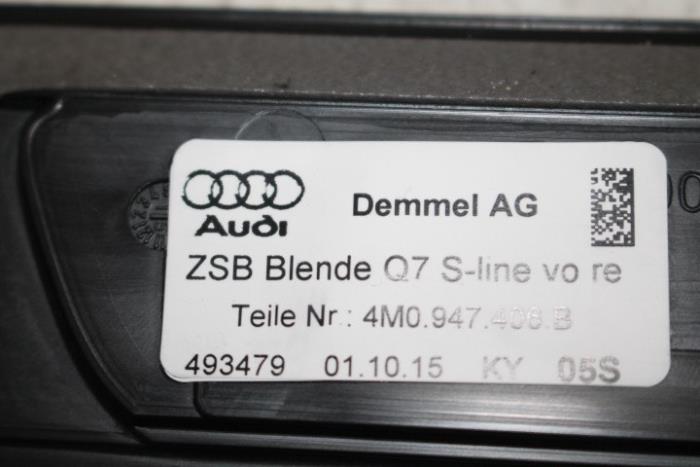 Audi
Demmel AG
ZSB Blende Q7 S-line vo re
Teile Nr.: 4M0.947.406.B
493479 01.10.15 KY 05S